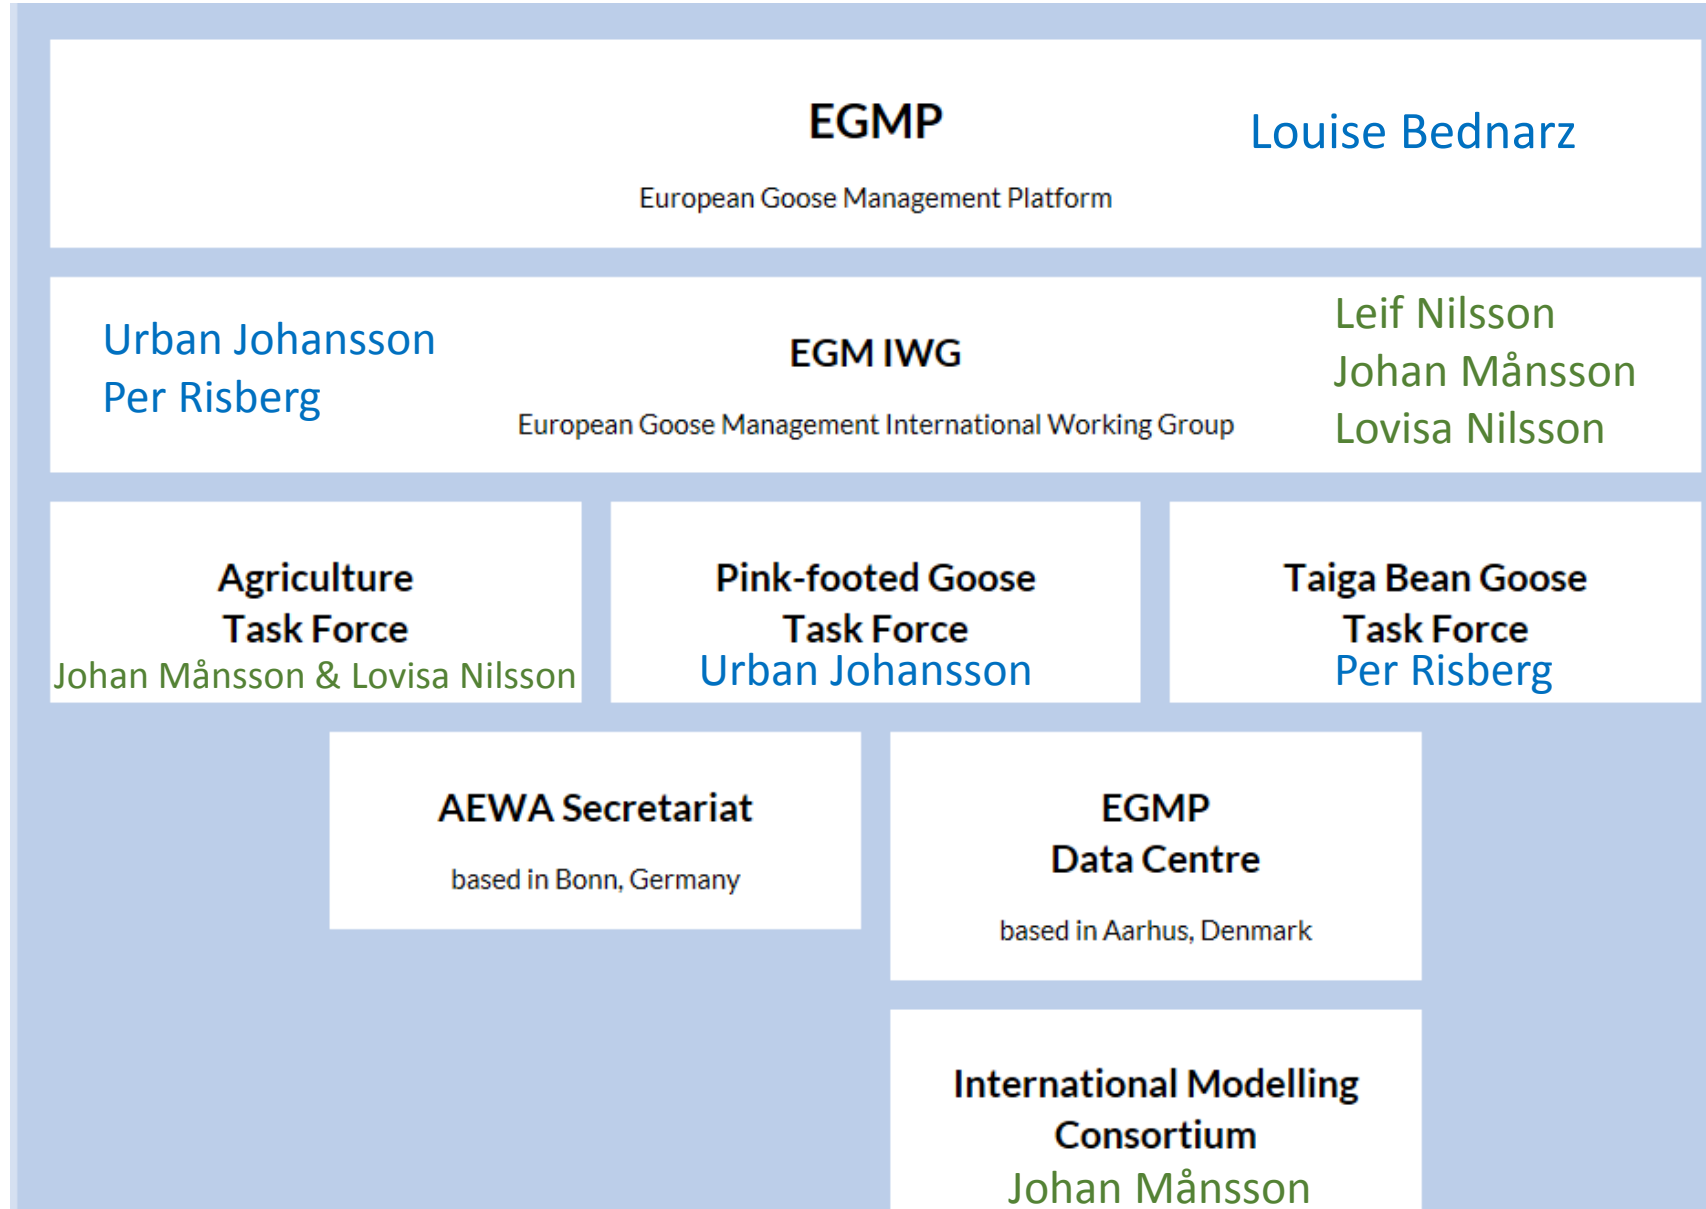 EGMP
Louise Bednarz
European Goose Management Platform
Urban Johansson
Per Risberg
EGM IWG
European Goose Management International Working Group
Leif Nilsson
Johan Månsson
Lovisa Nilsson
Agriculture
Task Force
Johan Månsson & Lovisa Nilsson
Pink-footed Goose
Task Force
Urban Johansson
Taiga Bean Goose
Task Force
Per Risberg
AEWA Secretariat
based in Bonn, Germany
EGMP
Data Centre
based in Aarhus, Denmark
International Modelling
Consortium
Johan Månsson